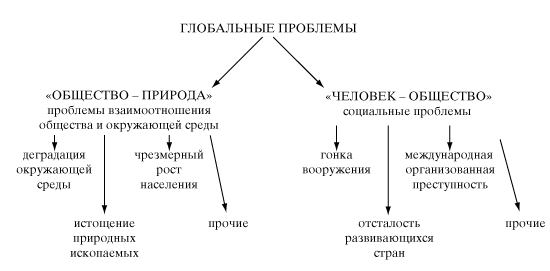 ГЛОБАЛЬНЫЕ ПРОБЛЕМЫ
«ОБЩЕСТВО – ПРИРОДА»
проблемы взаимоотношения
общества и окружающей среды
«ЧЕЛОВЕК – ОБЩЕСТВО»
социальные проблемы
деградация
окружающей
среды
чрезмерный
рост
населения
гонка
вооружения
международная
организованная
преступность
истощение
природных
ископаемых
прочие
отсталость
развивающихся
стран
прочие